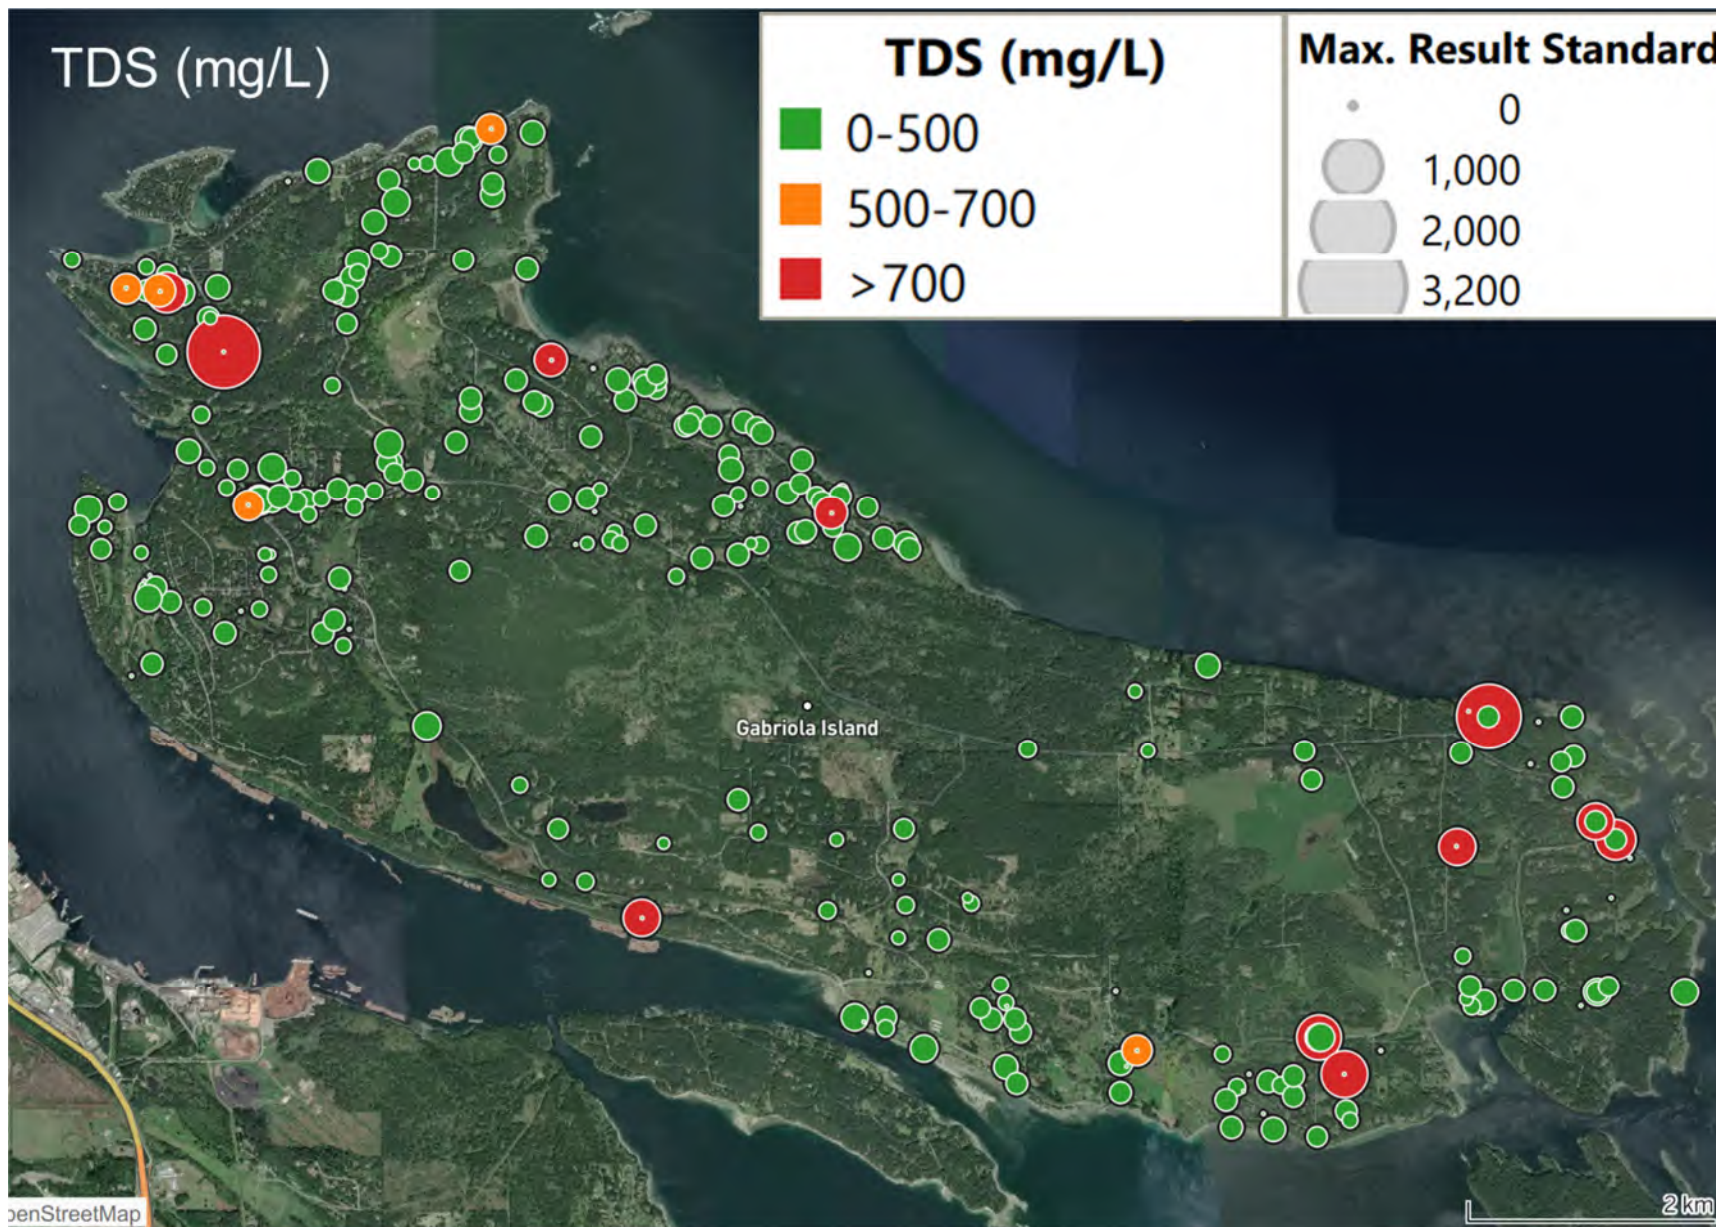 TDS (mg/L)
TDS (mg/L)
0-500
500-700
>700
Max. Result Standard
0
1,000
2,000
3,200
Gabriola Island
penStreetMap
2 km